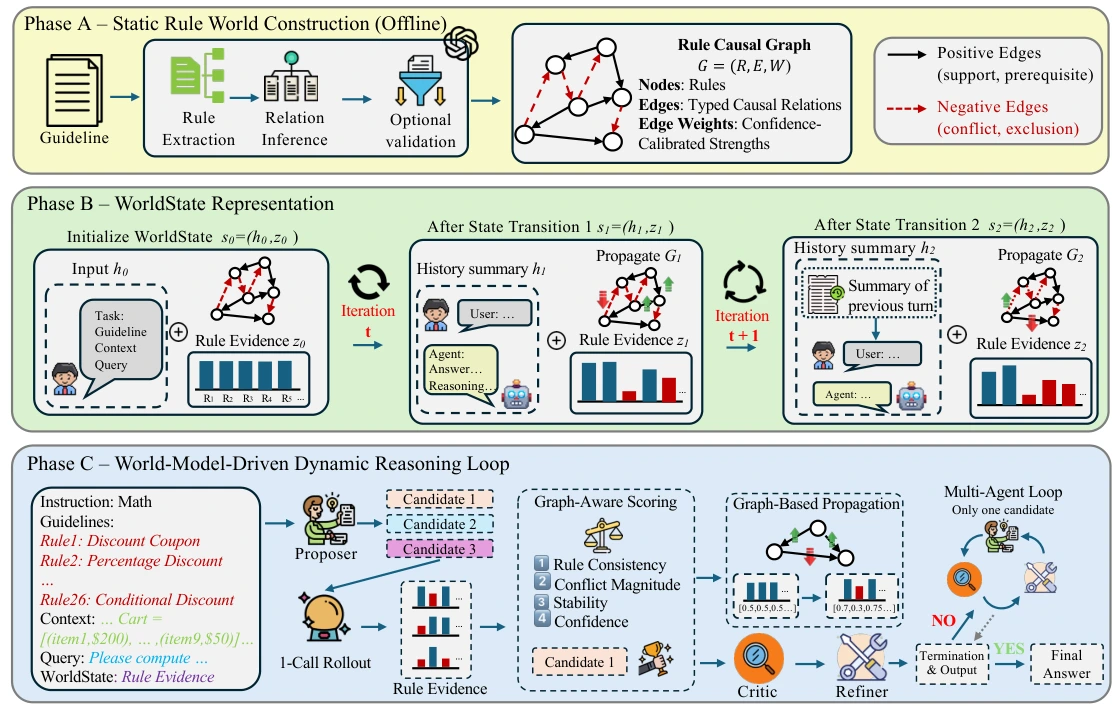 Phase A – Static Rule World Construction (Offline)
Guideline
Rule
Extraction
Relation
Inference
Optional
validation
Rule Causal Graph
G = (R, E, W)
Nodes: Rules
Edges: Typed Causal Relations
Edge Weights: Confidence-
Calibrated Strengths
Positive Edges
(support, prerequisite)
Negative Edges
(conflict, exclusion)
Phase B – WorldState Representation
Initialize WorldState s0=(h0,z0 )
Input h0
Task:
Guideline
Context
Query
Rule Evidence z0
R1 R2 R3 R4 R5 ...
Iteration
t
After State Transition 1 s1=(h1,z1 )
History summary h1
User: …
Agent:
Answer…
Reasoning…
Propagate G1
Rule Evidence z1
...
Iteration
t + 1
After State Transition 2 s2=(h2,z2 )
History summary h2
Summary of
previous turn
User: …
Agent: …
Propagate G2
Rule Evidence z2
...
Phase C – World-Model-Driven Dynamic Reasoning Loop
Instruction: Math
Guidelines:
Rule1: Discount Coupon
Rule2: Percentage Discount
…
Rule26: Conditional Discount
Context: … Cart =
[(item1,$200), … ,(item9,$50)]…
Query: Please compute …
WorldState: Rule Evidence
Proposer
Candidate 1
Candidate 2
Candidate 3
1-Call Rollout
...
...
...
Rule Evidence
Graph-Aware Scoring
1 Rule Consistency
2 Conflict Magnitude
3 Stability
4 Confidence
Candidate 1
Graph-Based Propagation
...
[0.5,0.5,0.5…]
...
[0.7,0.3,0.75…]
Critic
Refiner
Multi-Agent Loop
Only one candidate
NO
Termination
& Output
YES
Final
Answer